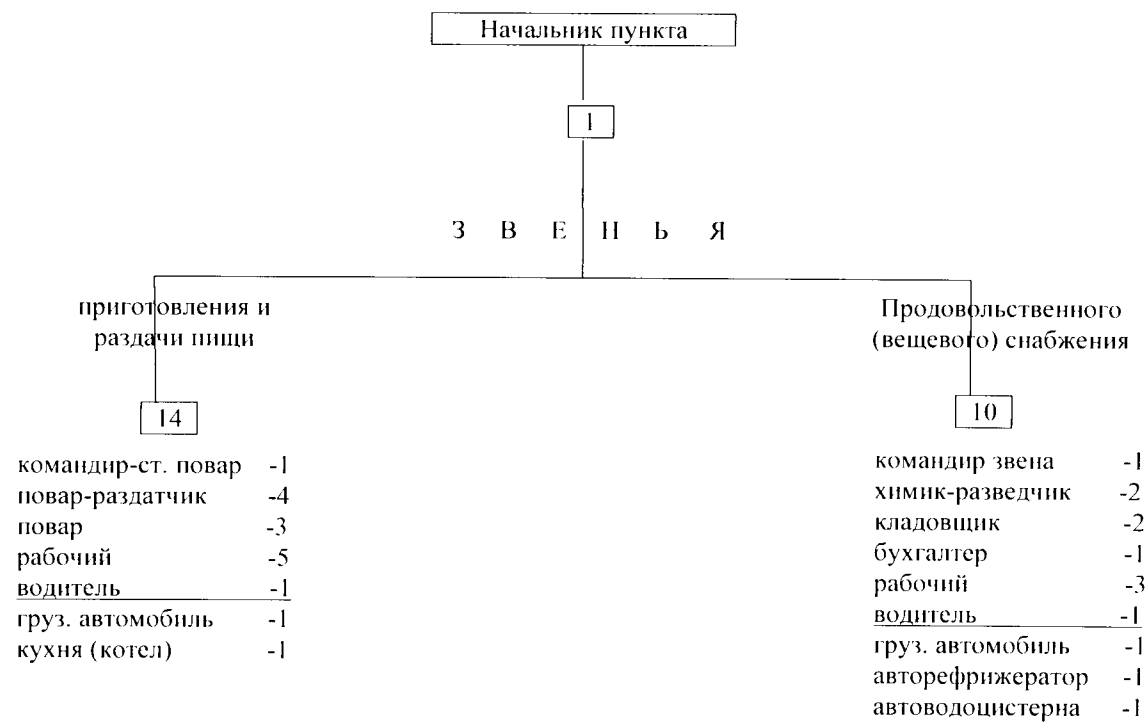 Начальник пункта
1
З В Е Н Ь Я
приготовления и
раздачи пищи
14
командир-ст. повар -1
повар-раздатчик -4
повар -3
рабочий -5
водитель -1
груз. автомобиль -1
кухня (котел) -1
Продовольственного
(вещевого) снабжения
10
командир звена -1
химик-разведчик -2
кладовщик -2
бухгалтер -1
рабочий -3
водитель -1
груз. автомобиль -1
авторефрижератор -1
автоводоцистерна -1